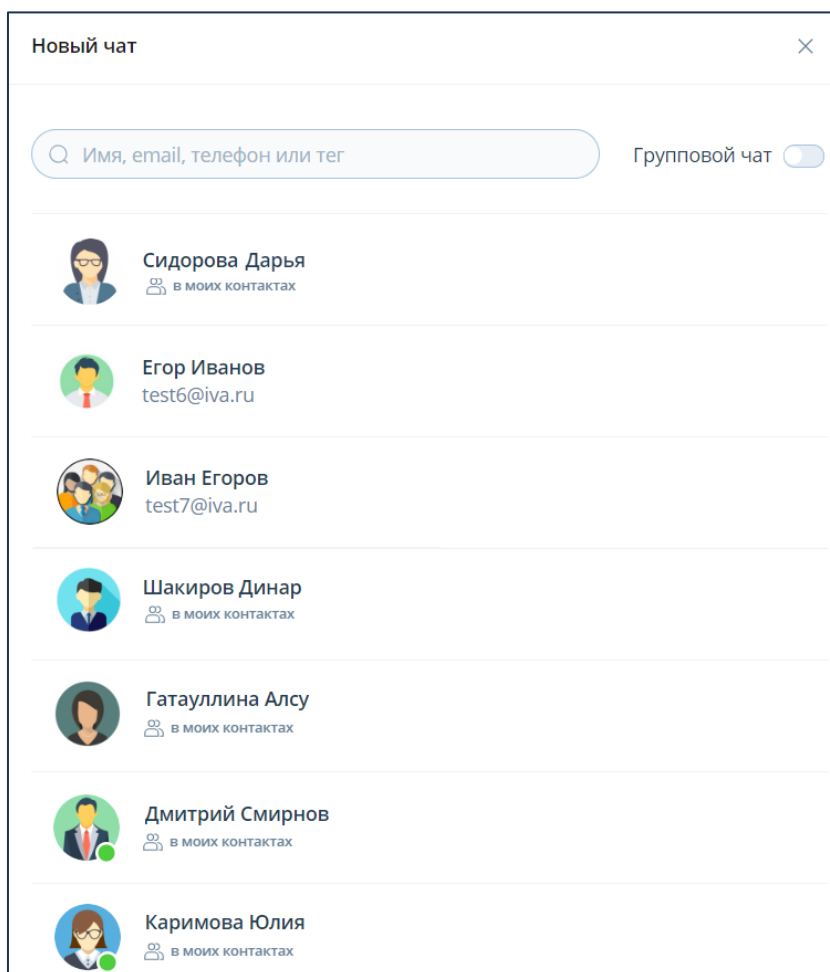 Новый чат
Имя, email, телефон или тег
Групповой чат
Сидорова Дарья
в моих контактах
Егор Иванов
test6@iva.ru
Иван Егоров
test7@iva.ru
Шакиров Динар
в моих контактах
Гатауллина Алсу
в моих контактах
Дмитрий Смирнов
в моих контактах
Каримова Юлия
в моих контактах